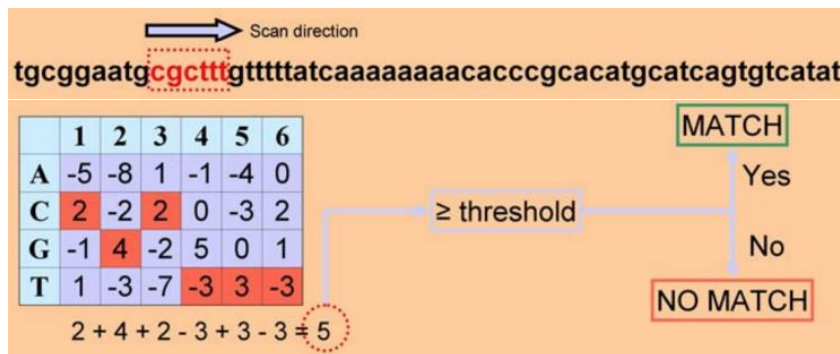 Scan direction
tgcggaatgcgctttgtttttatcaaaaaaaaacacccgcacatgcatcagtgtcatat
1 2 3 4 5 6
A -5 -8 1 -1 -4 0
C 2 -2 2 0 -3 2
G -1 4 -2 5 0 1
T 1 -3 -7 -3 3 -3
2 + 4 + 2 - 3 + 3 - 3 = 5
≥ threshold
MATCH
Yes
No
NO MATCH